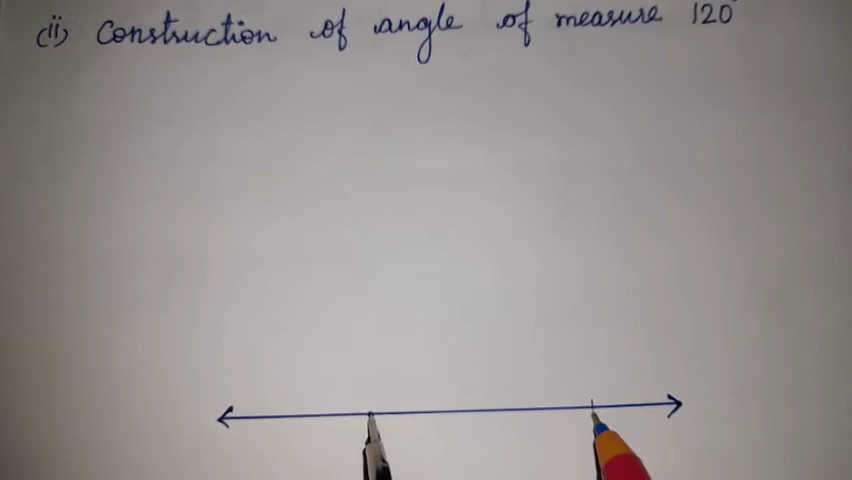 (ii) Construction of angle of measure 120°